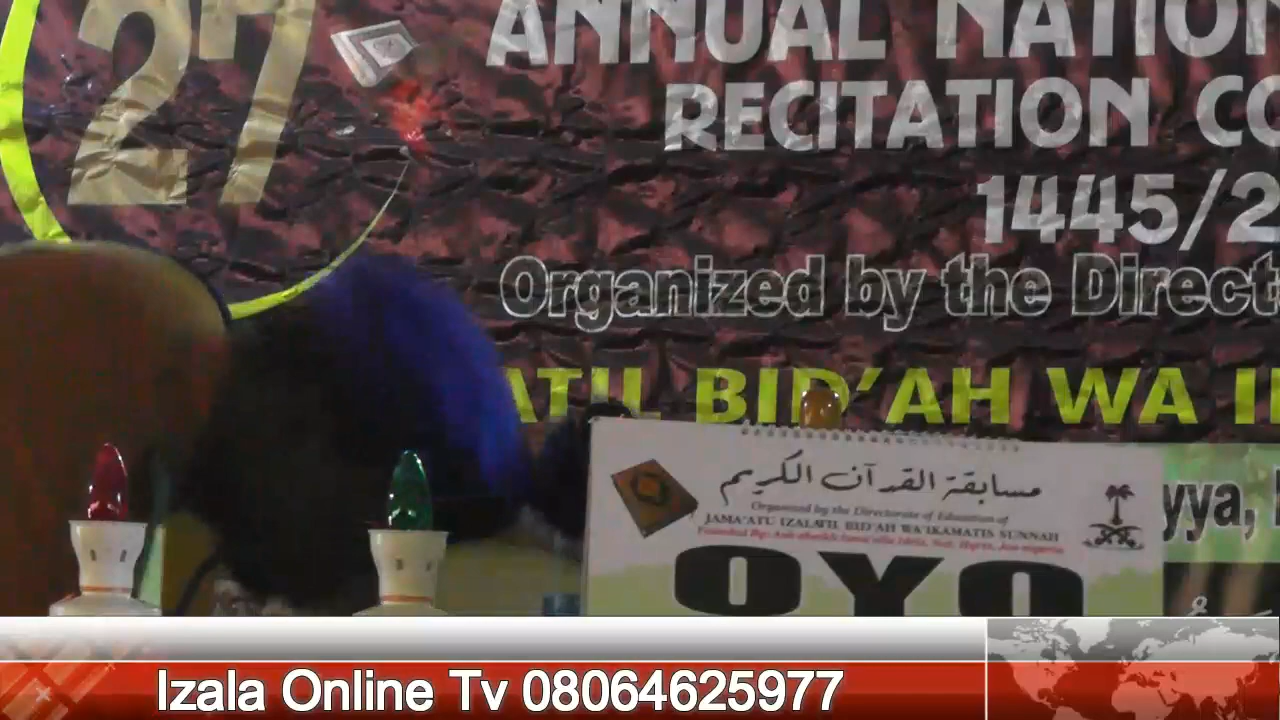 27
ANNUAL NATION
RECITATION CO
1445/2
Organized by the Direct
ATIL BID'AH WA I
مسابقة القرآن الكريم
Organized by the Directorate of Education of
JAMA'ATU IZALATIL BID'AH WA'IKAMATIS SUNNAH
OYO
yya,
Izala Online Tv 08064625977